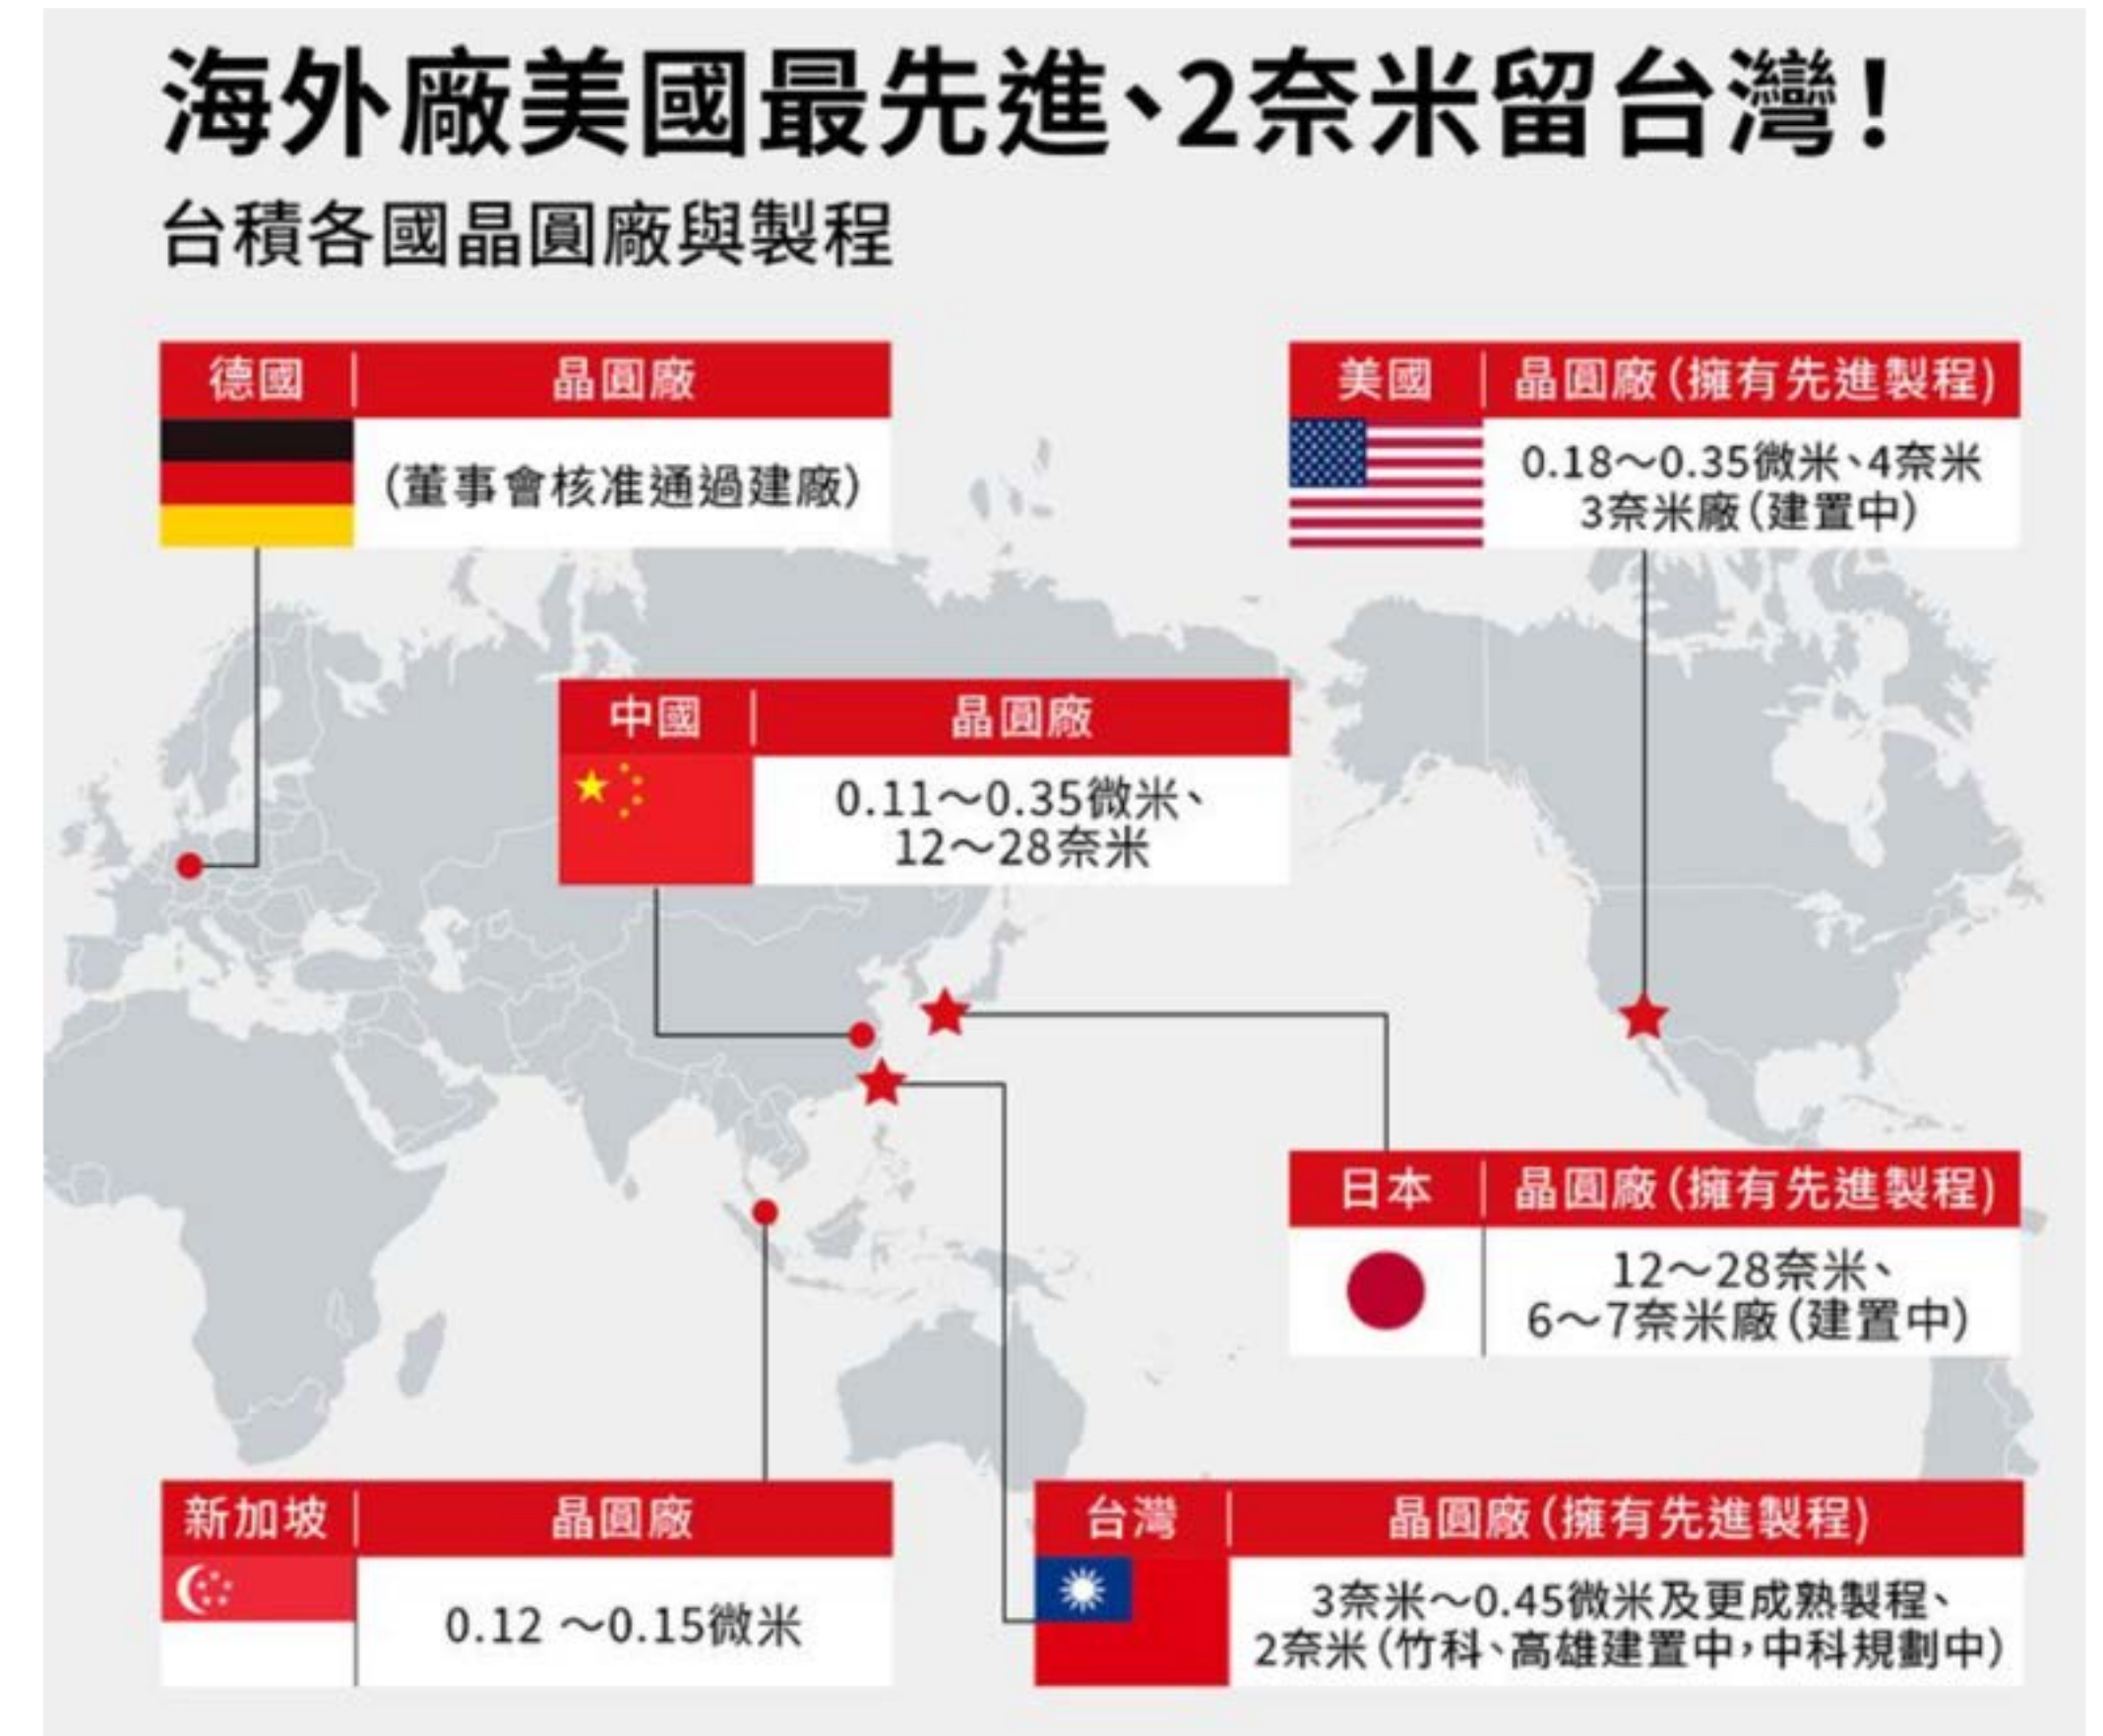 海外廠美國最先進、2奈米留台灣！
台積各國晶圓廠與製程
德國
晶圓廠
（董事會核准通過建廠）
美國
晶圓廠（擁有先進製程）
0.18～0.35微米、4奈米
3奈米廠（建置中）
中國
晶圓廠
0.11～0.35微米、
12～28奈米
日本
晶圓廠（擁有先進製程）
12～28奈米、
6～7奈米廠（建置中）
新加坡
晶圓廠
0.12 ～0.15微米
台灣
晶圓廠（擁有先進製程）
3奈米～0.45微米及更成熟製程、
2奈米（竹科、高雄建置中，中科規劃中）